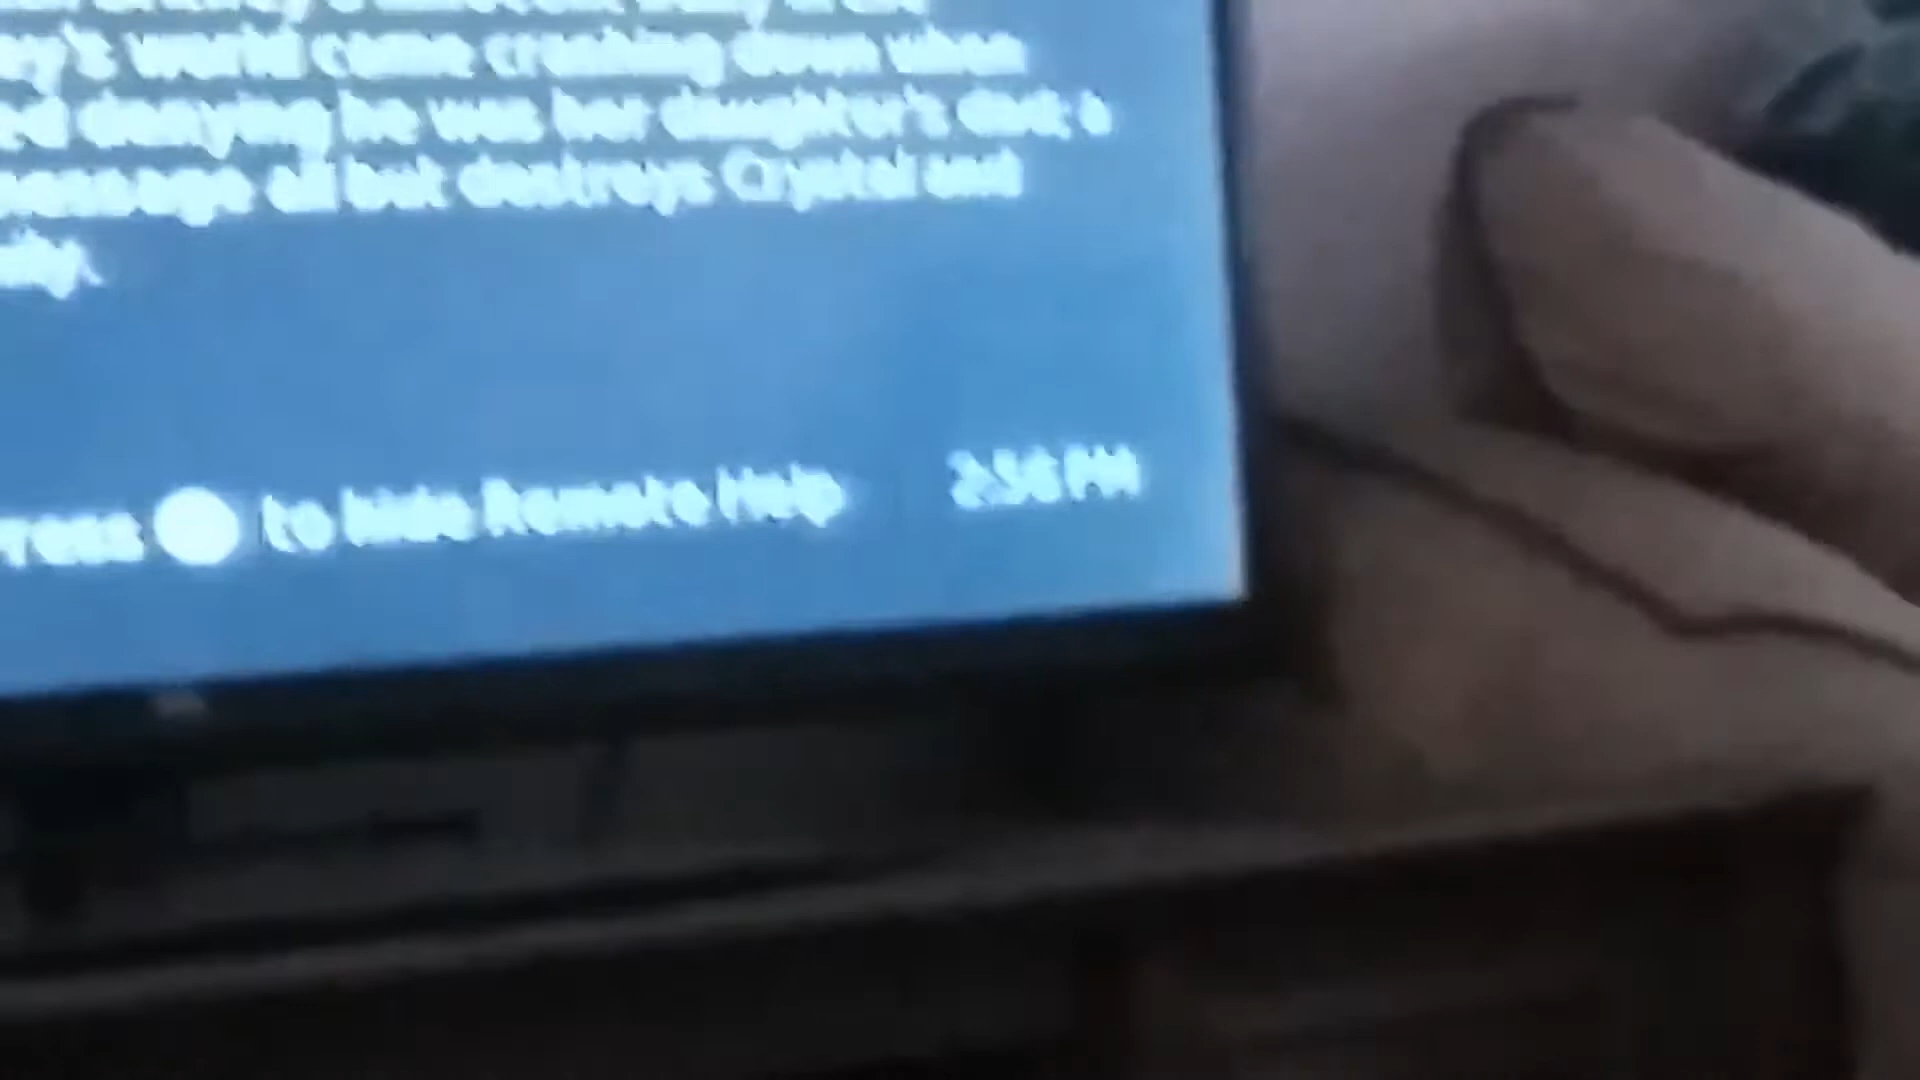 world came crashing down when
denying he was her daughter's dad; a
message all but destroys Crystal and
to hide Remote Help 2:56 PM